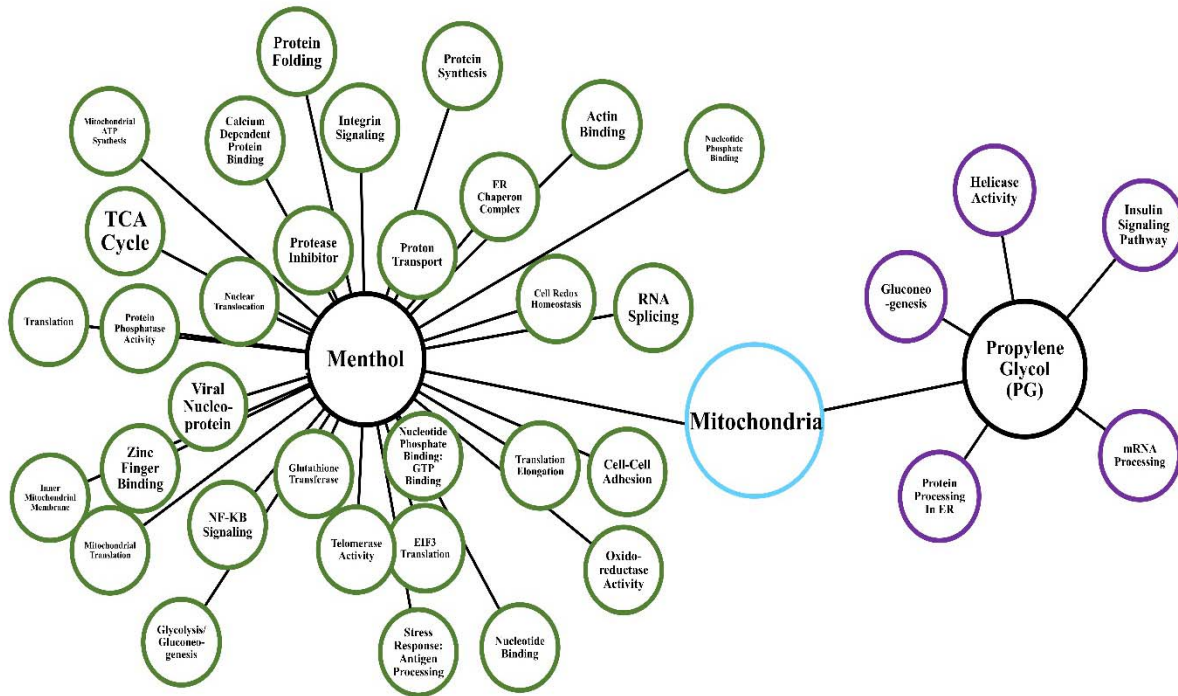 Protein
Folding
Protein
Synthesis
Mitochondrial
ATP
Synthesis
Calcium
Dependent
Protein
Binding
Integrin
Signaling
Actin
Binding
Nucleotide
Phosphate
Binding
ER
Chaperon
Complex
TCA
Cycle
Protease
Inhibitor
Proton
Transport
Nuclear
Translocation
Cell Redox
Homeostasis
RNA
Splicing
Translation
Protein
Phosphatase
Activity
Menthol
Viral
Nucleo-
protein
Mitochondria
Nucleotide
Phosphate
Binding:
GTP
Binding
Zinc
Finger
Binding
Glutathione
Transferase
Translation
Elongation
Cell-Cell
Adhesion
Inner
Mitochondrial
Membrane
Mitochondrial
Translation
NF-KB
Signaling
Telomerase
Activity
EIF3
Translation
Oxido-
reductase
Activity
Glycolysis/
Gluconeo-
genesis
Stress
Response:
Antigen
Processing
Nucleotide
Binding
Helicase
Activity
Insulin
Signaling
Pathway
Gluconeo
-genesis
Propylene
Glycol
(PG)
mRNA
Processing
Protein
Processing
In ER